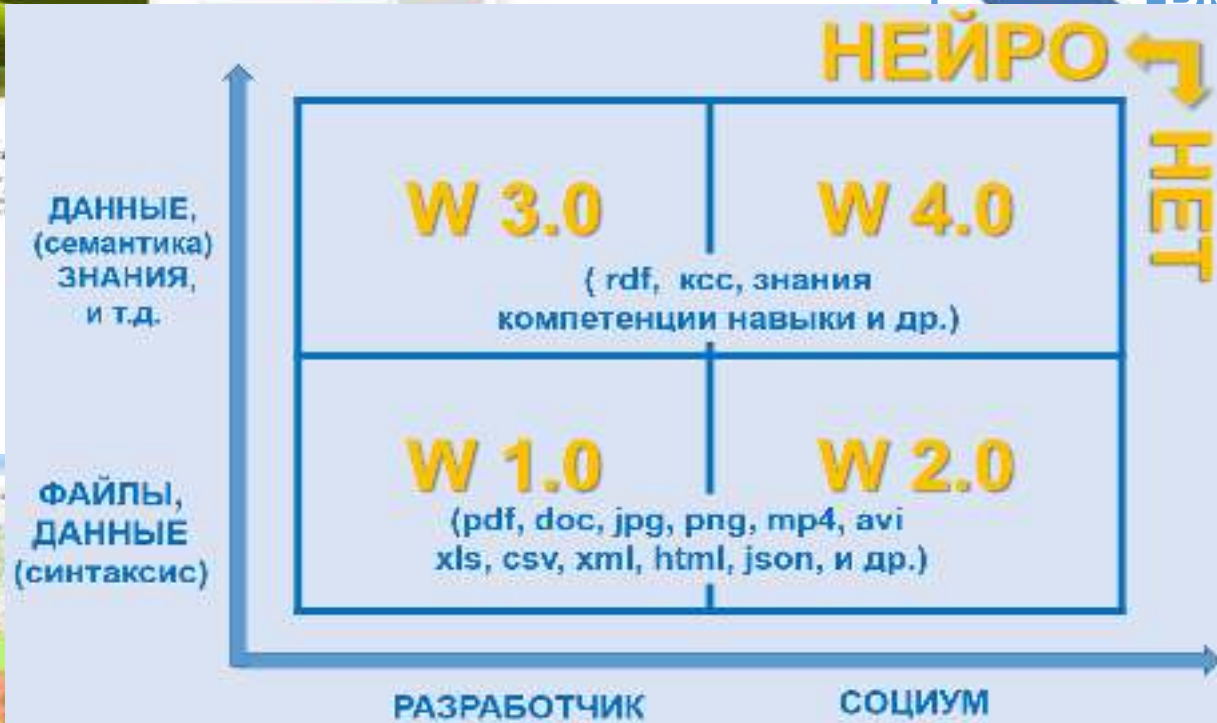 НЕЙРО
НЕТ
ДАННЫЕ,
(семантика)
ЗНАНИЯ,
и т.д.
W 3.0
W 4.0
( rdf, ксс, знания
компетенции навыки и др.)
ФАЙЛЫ,
ДАННЫЕ
(синтаксис)
W 1.0
W 2.0
(pdf, doc, jpg, png, mp4, avi
xls, csv, xml, html, json, и др.)
РАЗРАБОТЧИК
СОЦИУМ